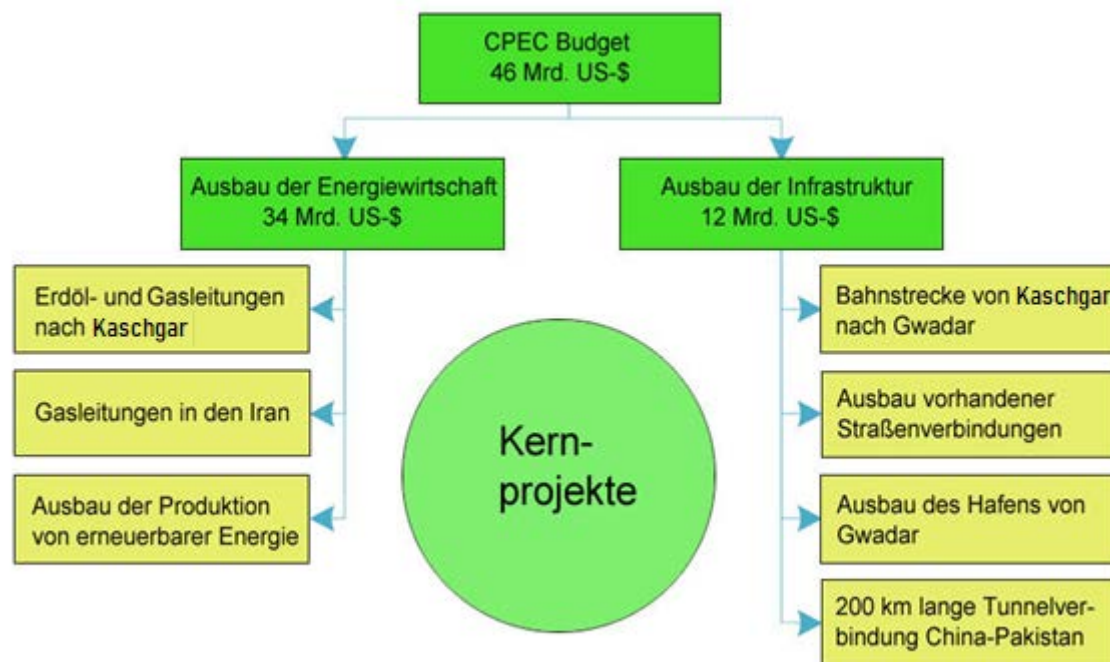 CPEC Budget
46 Mrd. US-$
Ausbau der Energiewirtschaft
34 Mrd. US-$
Ausbau der Infrastruktur
12 Mrd. US-$
Erdöl- und Gasleitungen
nach Kaschgar
Gasleitungen in den Iran
Ausbau der Produktion
von erneuerbarer Energie
Kern-
projekte
Bahnstrecke von Kaschgar
nach Gwadar
Ausbau vorhandener
Straßenverbindungen
Ausbau des Hafens von
Gwadar
200 km lange Tunnelver-
bindung China-Pakistan